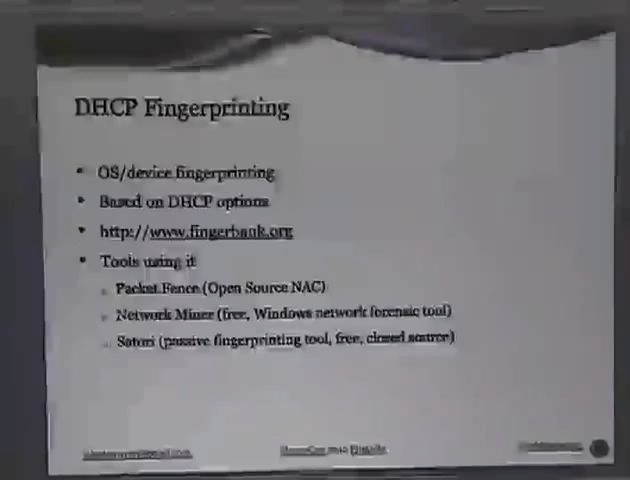 DHCP Fingerprinting
• OS/device fingerprinting
• Based on DHCP options
• http://www.fingerbank.org
• Tools using it
Packet Fence (Open Source NAC)
Network Miner (free, Windows network forensic tool)
Satori (passive fingerprinting tool, free, closed source)